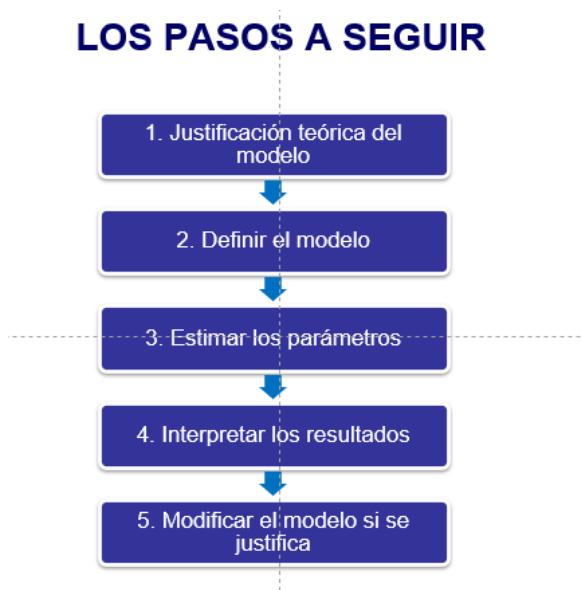 LOS PASOS A SEGUIR
1. Justificación teórica del
modelo
2. Definir el modelo
3. Estimar los parámetros
4. Interpretar los resultados
5. Modificar el modelo si se
justifica